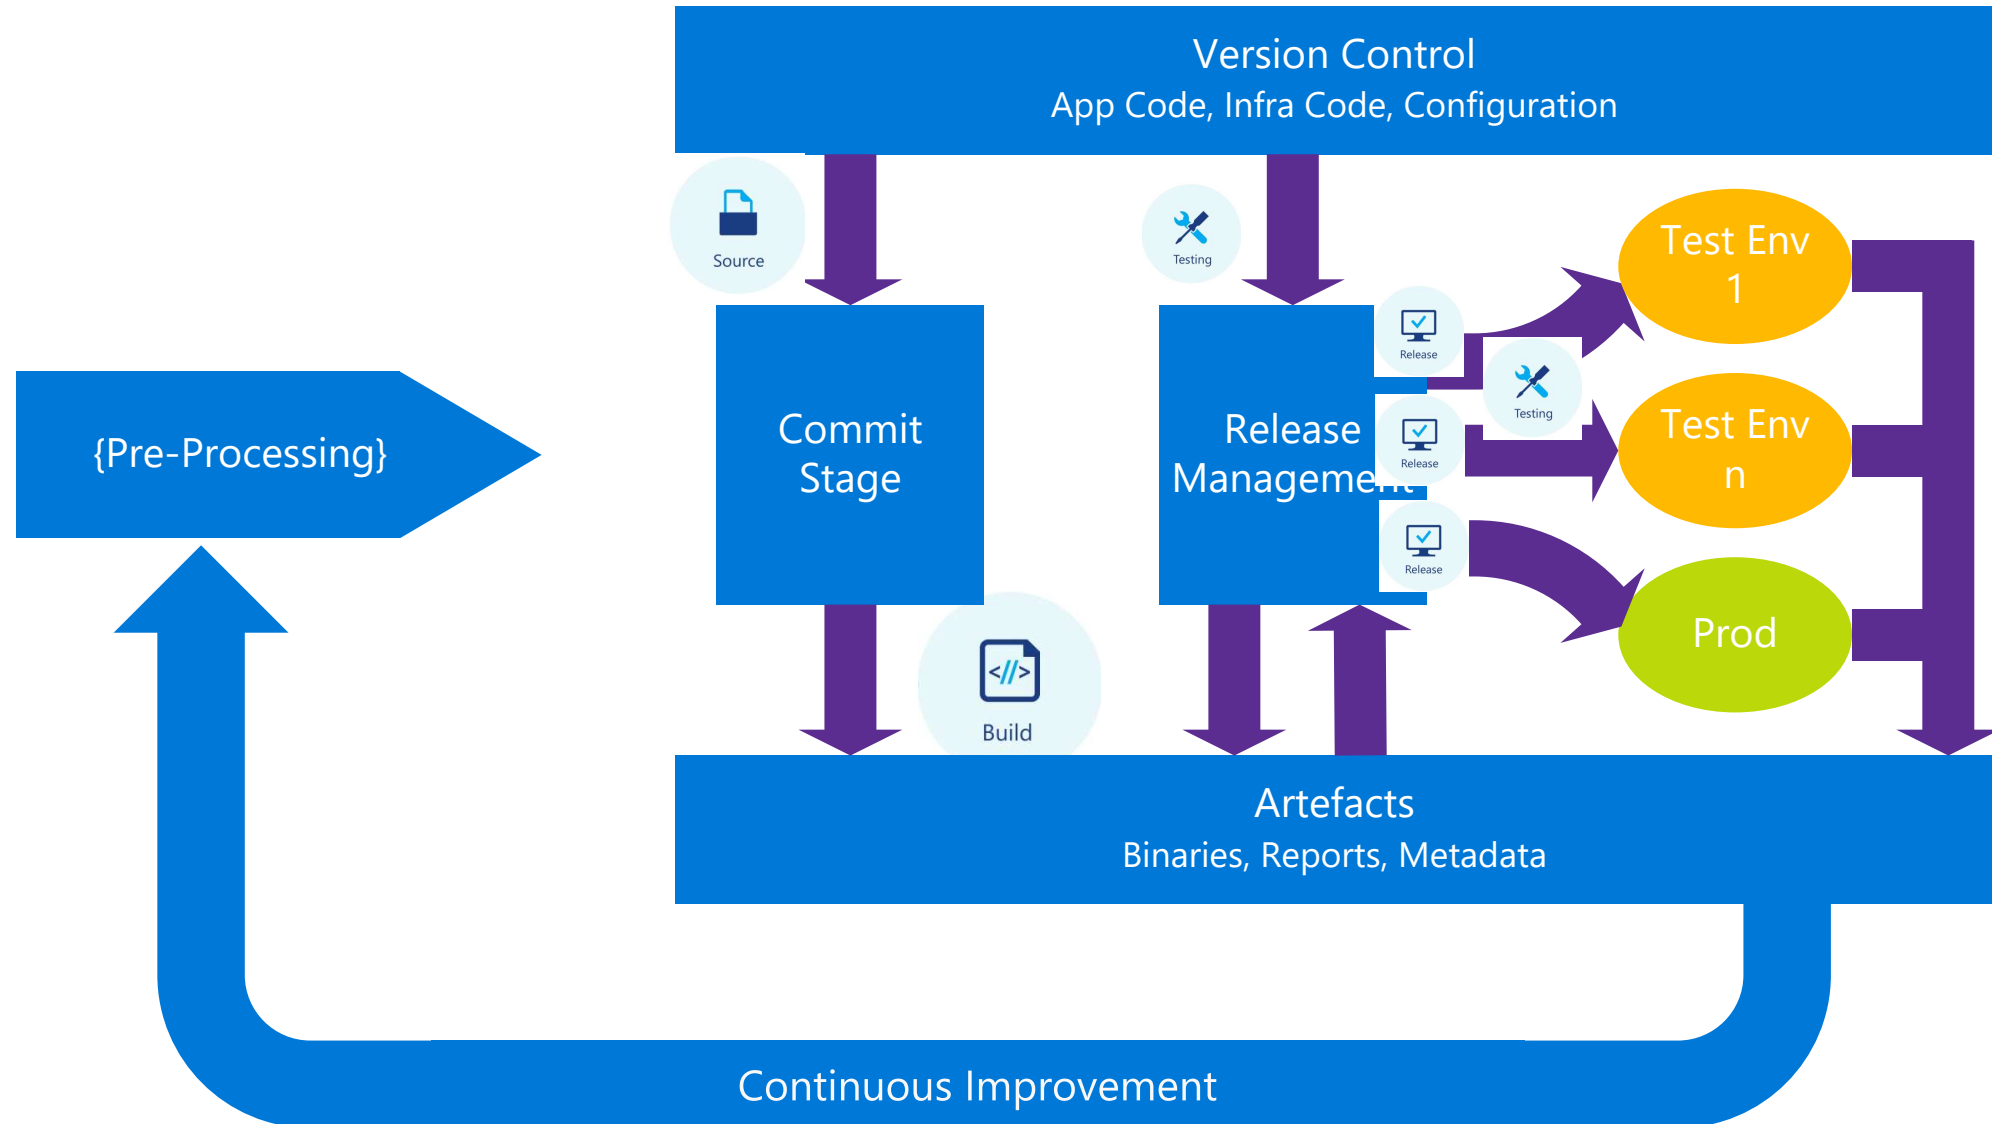 Version Control
App Code, Infra Code, Configuration
Source
Testing
Test Env
1
Release
{Pre-Processing}
Commit
Stage
Release
Management
Testing
Release
Test Env
n
Release
Prod
Build
Artefacts
Binaries, Reports, Metadata
Continuous Improvement